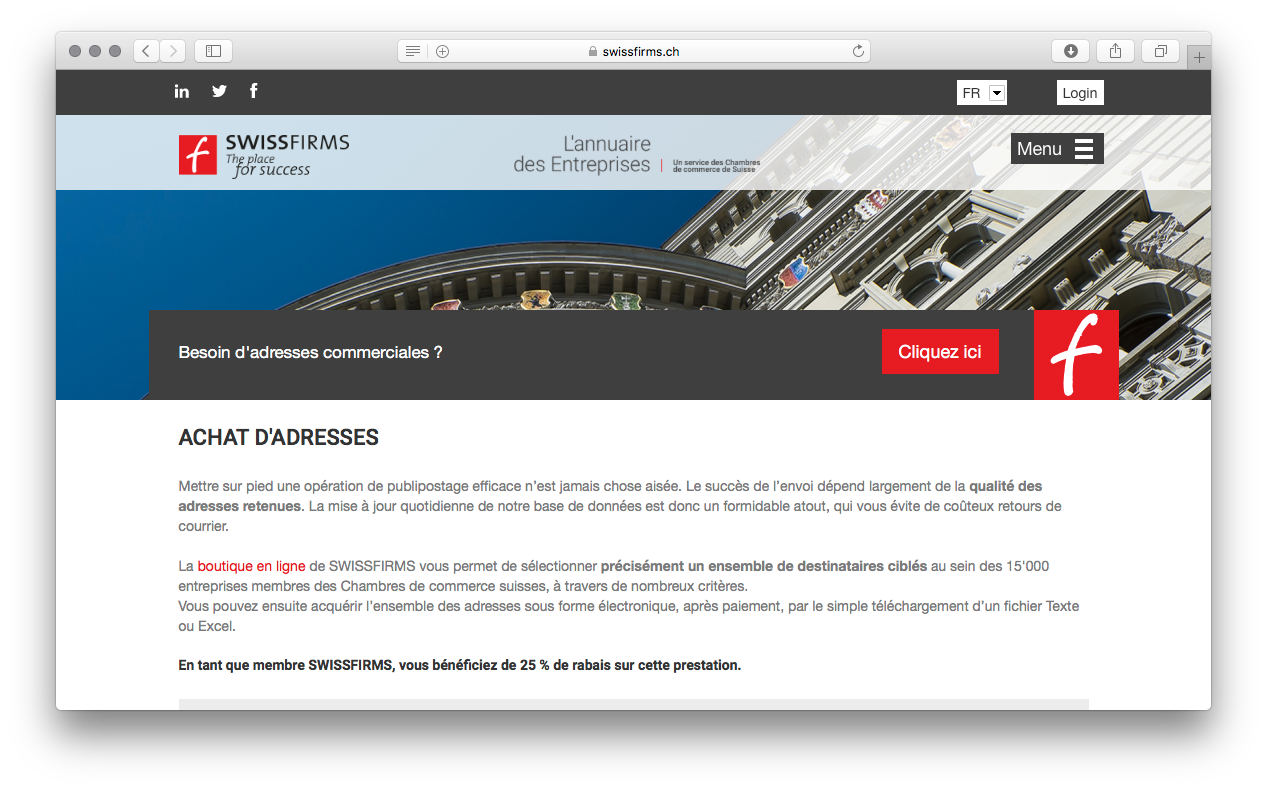 swissfirms.ch
FR
Login
SWISSFIRMS
The place
for success
L'annuaire
des Entreprises
Un service des Chambres
de commerce de Suisse
Menu
Besoin d'adresses commerciales ?
Cliquez ici
ACHAT D'ADRESSES
Mettre sur pied une opération de publipostage efficace n’est jamais chose aisée. Le succès de l’envoi dépend largement de la qualité des
adresses retenues. La mise à jour quotidienne de notre base de données est donc un formidable atout, qui vous évite de coûteux retours de
courrier.
La boutique en ligne de SWISSFIRMS vous permet de sélectionner précisément un ensemble de destinataires ciblés au sein des 15'000
entreprises membres des Chambres de commerce suisses, à travers de nombreux critères.
Vous pouvez ensuite acquérir l’ensemble des adresses sous forme électronique, après paiement, par le simple téléchargement d’un fichier Texte
ou Excel.
En tant que membre SWISSFIRMS, vous bénéficiez de 25 % de rabais sur cette prestation.